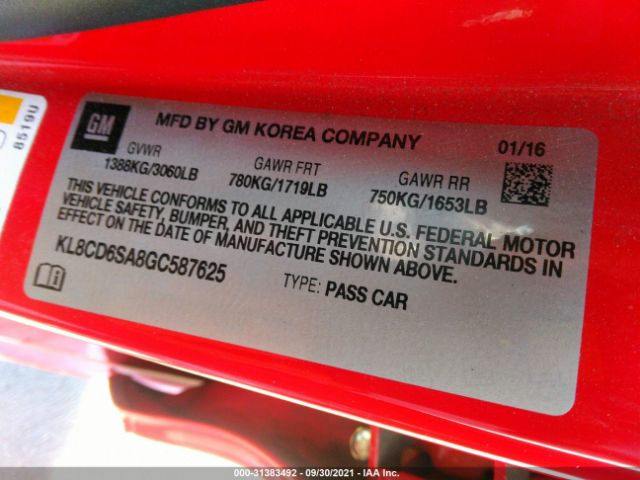 8519U
GM
MFD BY GM KOREA COMPANY 01/16
GVWR GAWR FRT GAWR RR
1388KG/3060LB 780KG/1719LB 750KG/1653LB
THIS VEHICLE CONFORMS TO ALL APPLICABLE U.S. FEDERAL MOTOR
VEHICLE SAFETY, BUMPER, AND THEFT PREVENTION STANDARDS IN
EFFECT ON THE DATE OF MANUFACTURE SHOWN ABOVE.
KL8CD6SA8GC587625 TYPE: PASS CAR
000-31383492 - 09/30/2021 - IAA Inc.